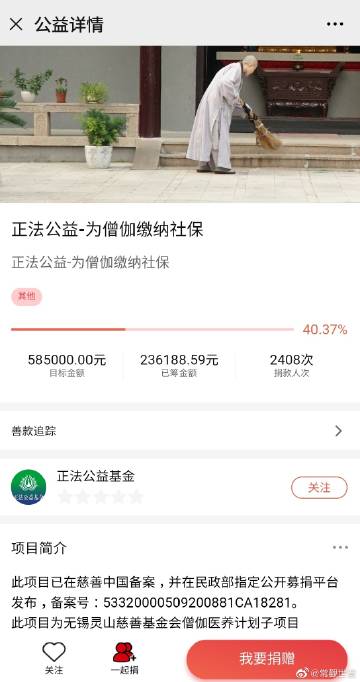 公益详情
正法公益-为僧伽缴纳社保
正法公益-为僧伽缴纳社保
其他
40.37%
585000.00元 236188.59元 2408次
目标金额 已筹金额 捐款人次
善款追踪
正法公益基金
正法公益基金
关注
项目简介
此项目已在慈善中国备案，并在民政部指定公开募捐平台
发布，备案号：53320000509200881CA18281。
此项目为无锡灵山慈善基金会僧伽医养计划子项目
关注 一起捐 我要捐赠